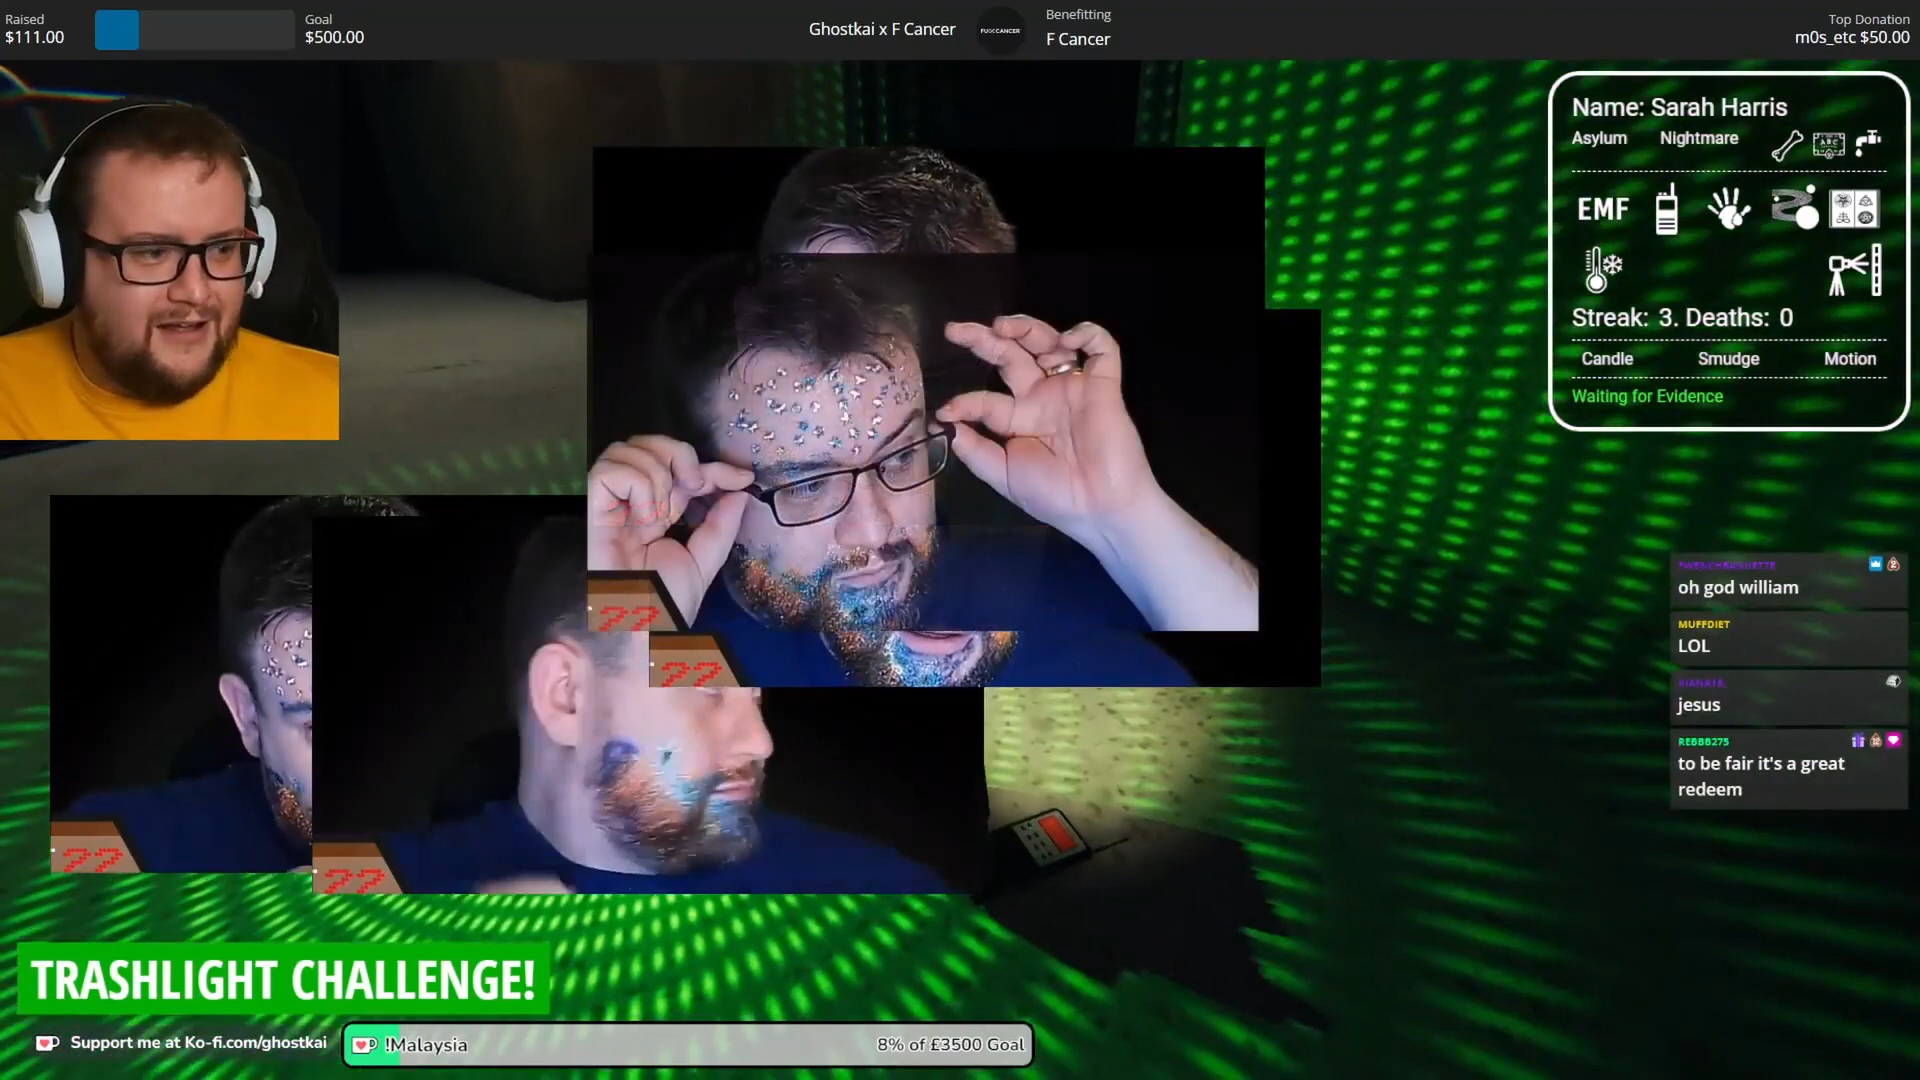 Raised
$111.00
Goal
$500.00
Ghostkai x F Cancer
Benefitting
F Cancer
Top Donation
m0s_etc $50.00
Name: Sarah Harris
Asylum
Nightmare
EMF
Streak: 3. Deaths: 0
Candle
Smudge
Motion
Waiting for Evidence
oh god william
MUFFDIET
LOL
jesus
REBBB275
to be fair it's a great
redeem
??
??
??
??
TRASHLIGHT CHALLENGE!
Support me at Ko-fi.com/ghostkai
!Malaysia
8% of £3500 Goal